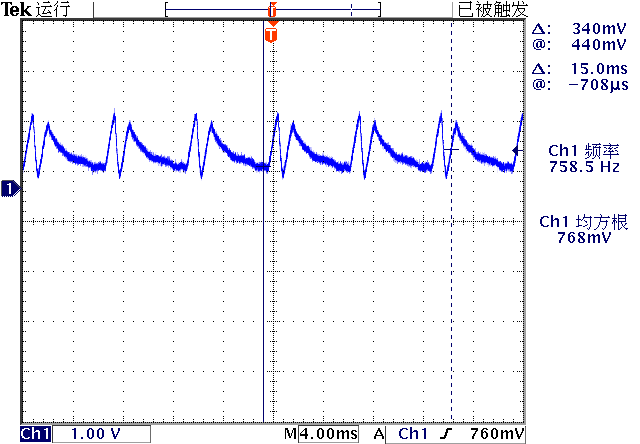 Tek 运行 已被触发
T
T
Δ: 340mV
@: 440mV
Δ: 15.0ms
@: −708µs
Ch1 频率
758.5 Hz
1
Ch1 均方根
768mV
Ch1 1.00 V M 4.00ms A Ch1 760mV